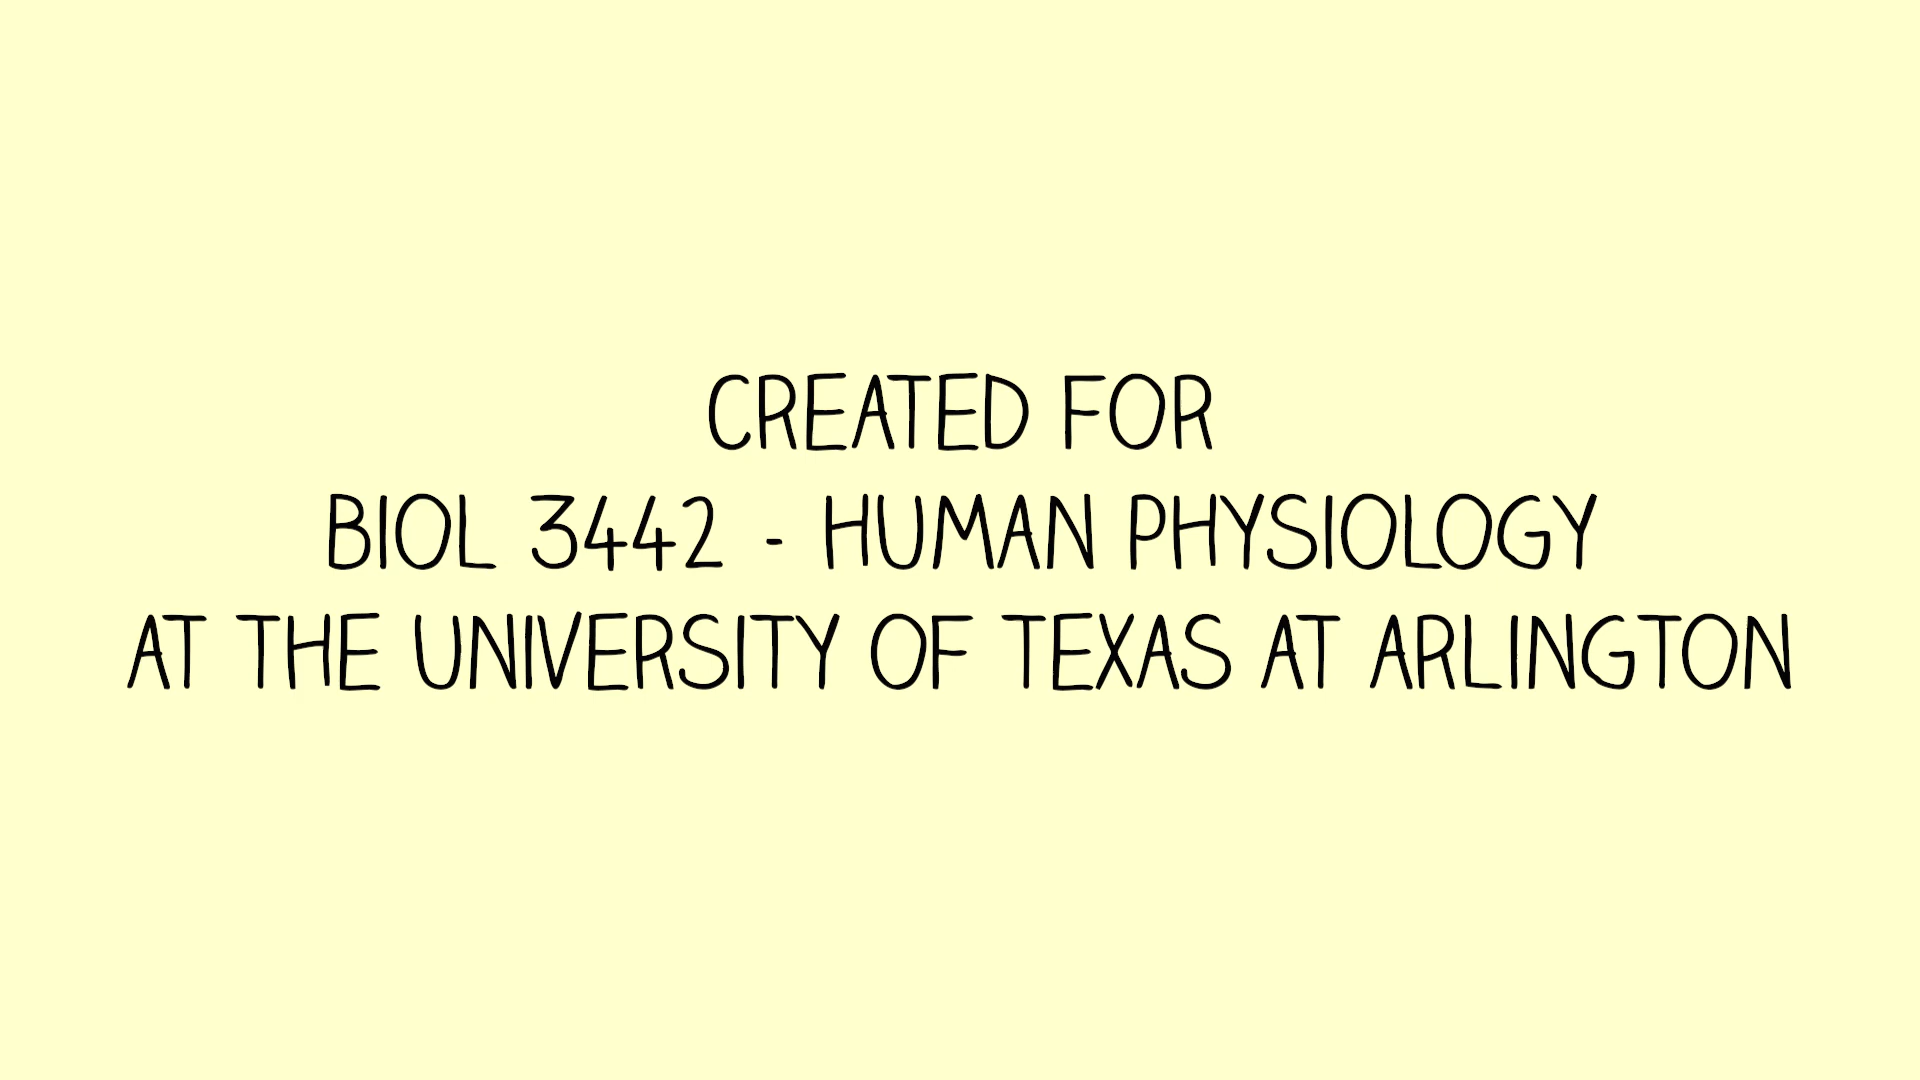 CREATED FOR
BIOL 3442 - HUMAN PHYSIOLOGY
AT THE UNIVERSITY OF TEXAS AT ARLINGTON